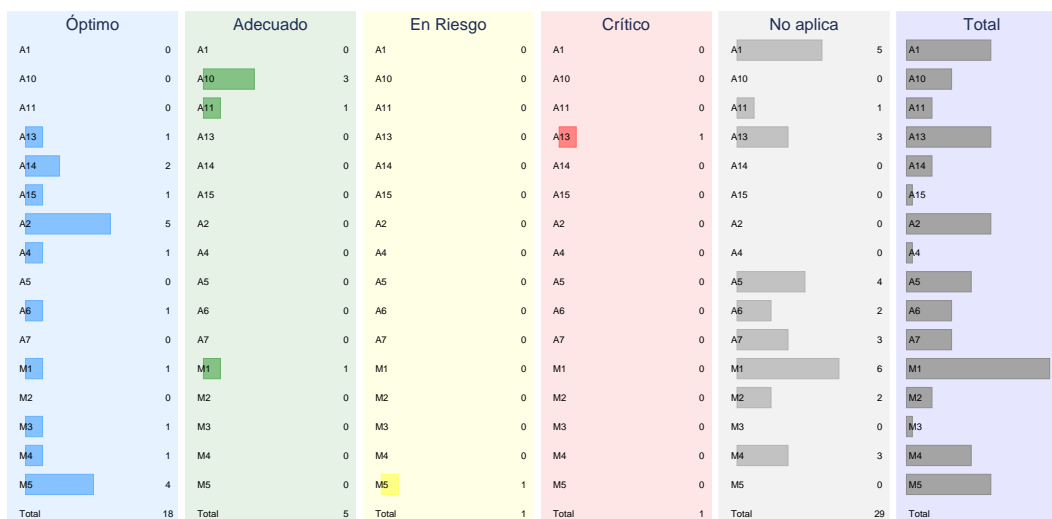 Óptimo Adecuado En Riesgo Crítico No aplica Total
A1 0 A1 0 A1 0 A1 0 A1 5 A1
A10 0 A10 3 A10 0 A10 0 A10 0 A10
A11 0 A11 1 A11 0 A11 0 A11 1 A11
A13 1 A13 0 A13 0 A13 1 A13 3 A13
A14 2 A14 0 A14 0 A14 0 A14 0 A14
A15 1 A15 0 A15 0 A15 0 A15 0 A15
A2 5 A2 0 A2 0 A2 0 A2 0 A2
A4 1 A4 0 A4 0 A4 0 A4 0 A4
A5 0 A5 0 A5 0 A5 0 A5 4 A5
A6 1 A6 0 A6 0 A6 0 A6 2 A6
A7 0 A7 0 A7 0 A7 0 A7 3 A7
M1 1 M1 1 M1 0 M1 0 M1 6 M1
M2 0 M2 0 M2 0 M2 0 M2 2 M2
M3 1 M3 0 M3 0 M3 0 M3 0 M3
M4 1 M4 0 M4 0 M4 0 M4 3 M4
M5 4 M5 0 M5 1 M5 0 M5 0 M5
Total 18 Total 5 Total 1 Total 1 Total 29 Total